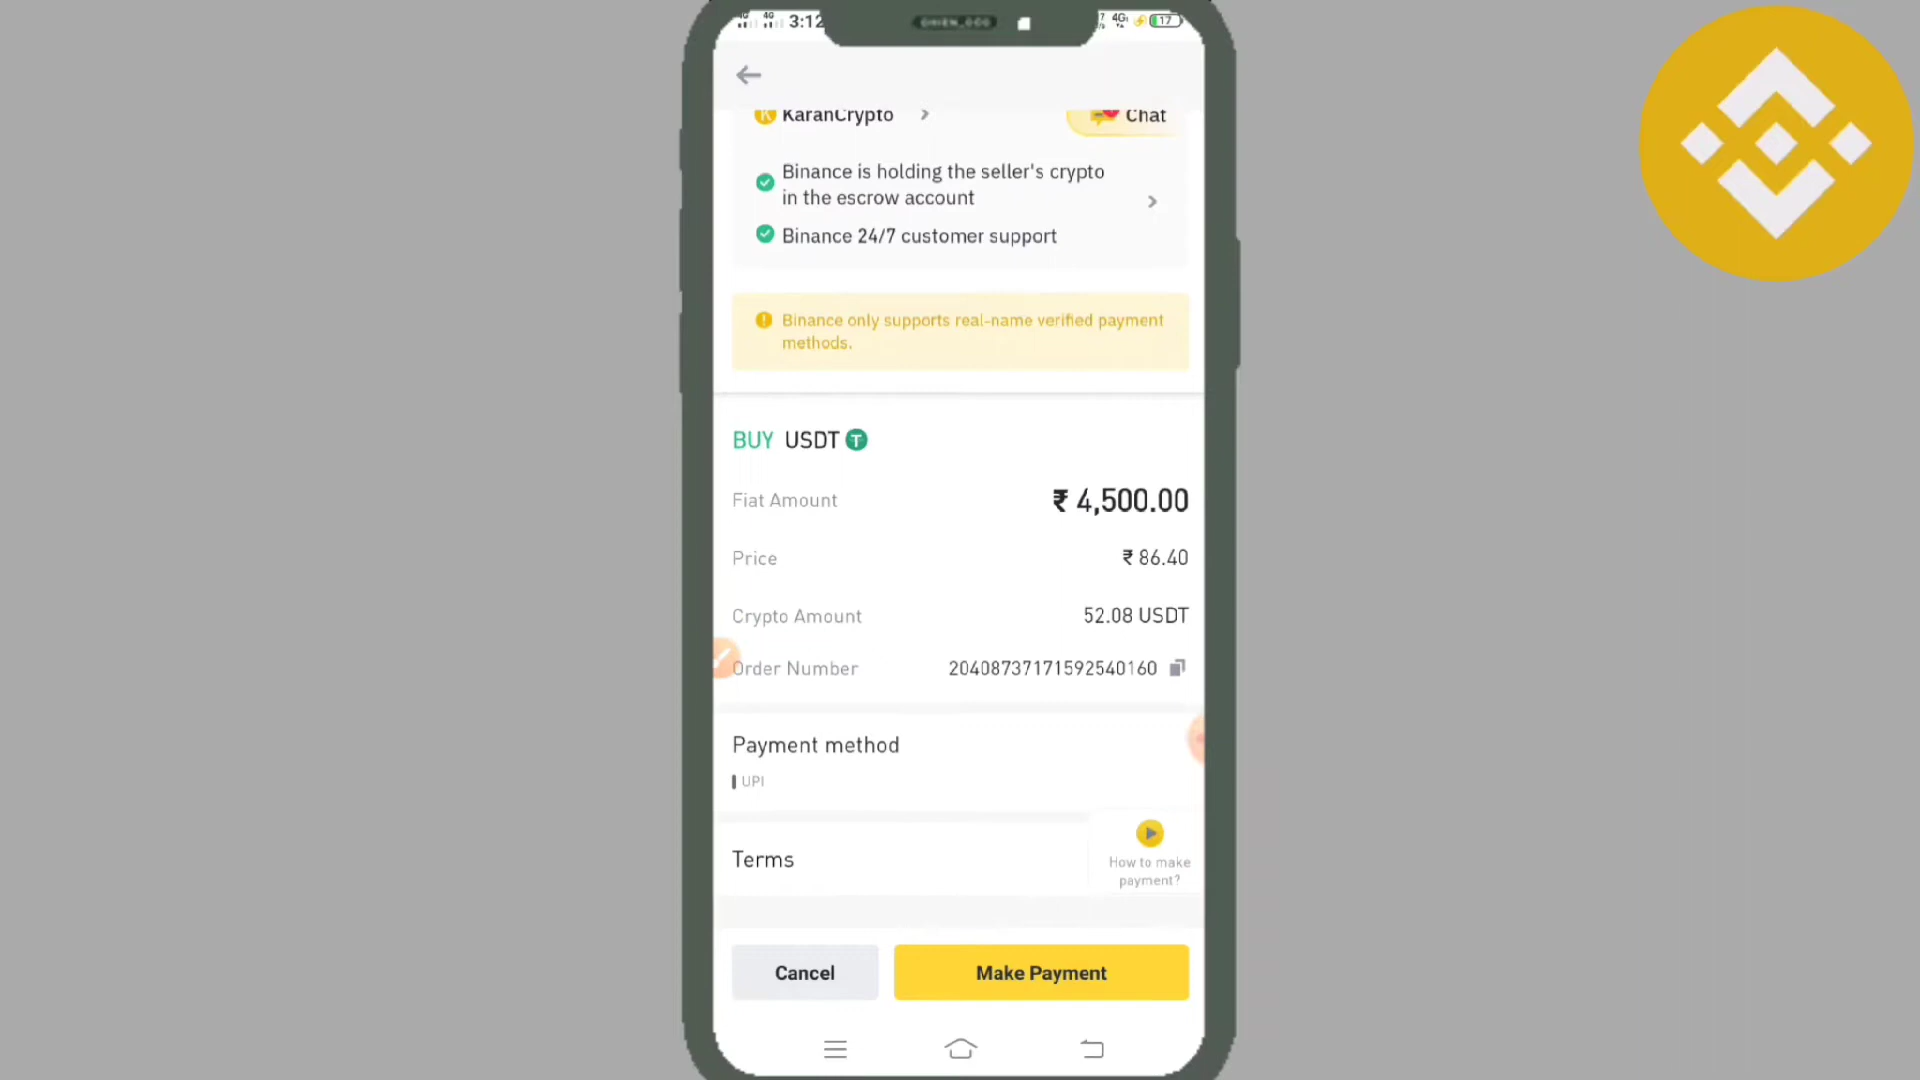 3:12
4G
17
KaranCrypto
Chat
Binance is holding the seller's crypto
in the escrow account
Binance 24/7 customer support
Binance only supports real-name verified payment
methods.
BUY USDT
Fiat Amount
₹ 4,500.00
Price
₹ 86.40
Crypto Amount
52.08 USDT
Order Number
20408737171592540160
Payment method
UPI
Terms
How to make
payment?
Cancel
Make Payment